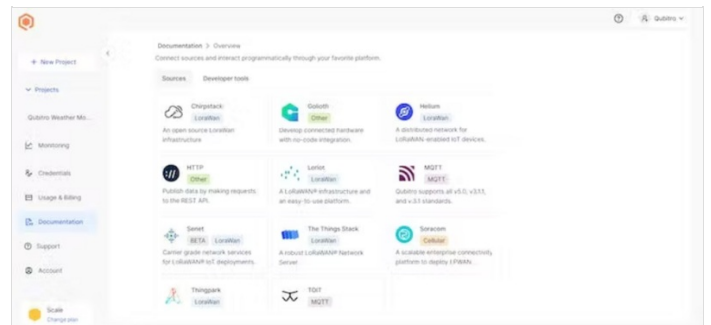 Qubitro
Documentation > Overview
Connect sources and interact programmatically through your favorite platform.
+ New Project
Sources
Developer tools
Projects
Qubitro Weather Mo...
Monitoring
Credentials
Usage & Billing
Documentation
Support
Account
Scale
Change plan
Chirpstack
LoraWan
An open source LoraWan
infrastructure
Golioth
Other
Develop connected hardware
with no-code integration.
Helium
LoraWan
A distributed network for
LoRaWAN-enabled IoT devices.
HTTP
Other
Publish data by making requests
to the REST API.
Loriot
LoraWan
A LoRaWAN® infrastructure and
an easy-to-use platform.
MQTT
MQTT
Qubitro supports all v5.0, v3.1.1,
and v.3.1 standards.
Senet
BETA LoraWan
Carrier grade network services
for LoRaWAN® IoT deployments.
The Things Stack
LoraWan
A robust LoRaWAN® Network
Server
Soracom
Cellular
A scalable enterprise connectivity
platform to deploy LPWAN.
Thingpark
LoraWan
TOIT
MQTT